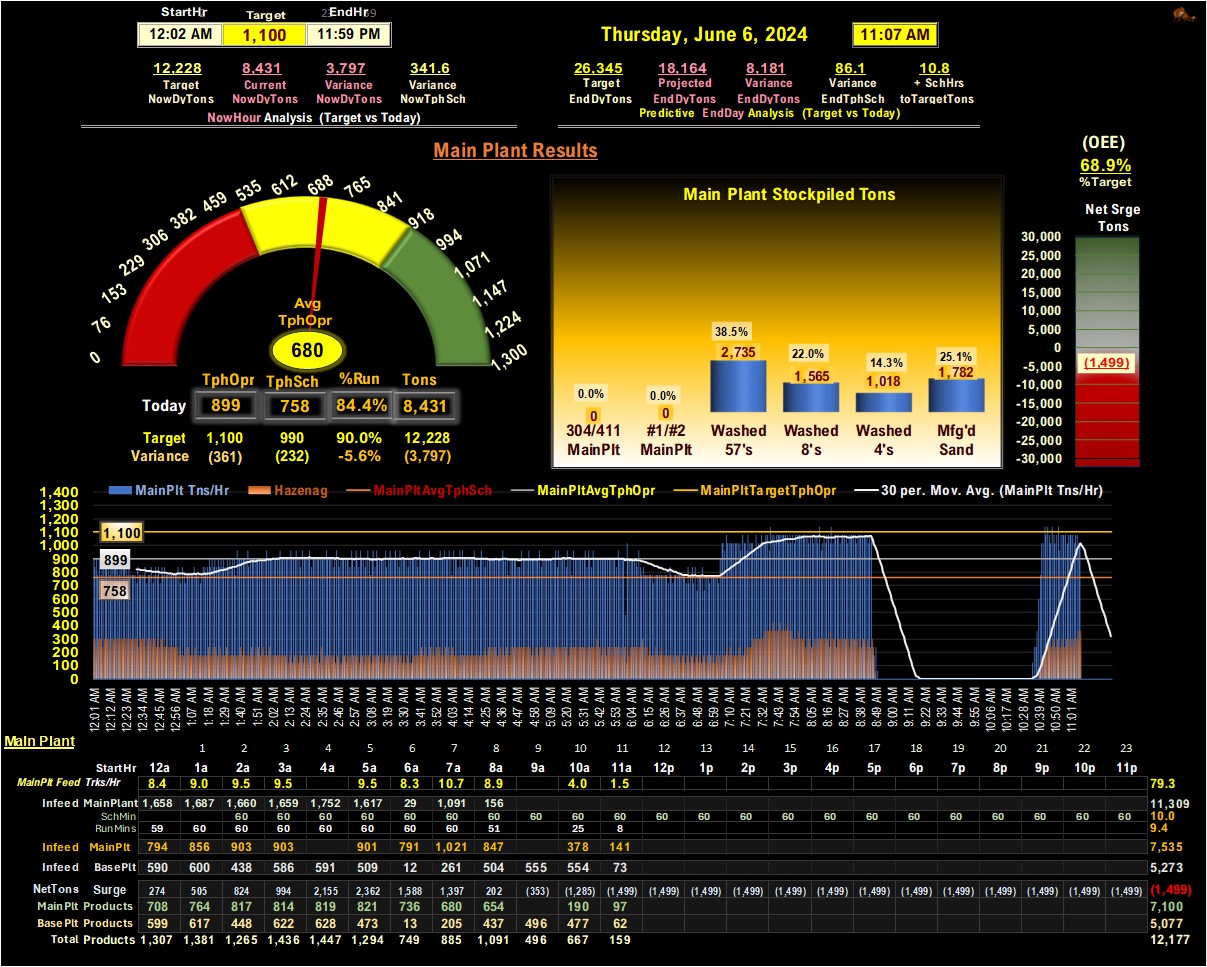 StartHr Target EndHr
12:02 AM 1,100 11:59 PM
Thursday, June 6, 2024 11:07 AM
12,228 8,431 3,797 341.6
Target Current Variance Variance
NowDyTons NowDyTons NowDyTons NowTphSch
NowHour Analysis (Target vs Today)
26,345 18,164 8,181 86.1 10.8
Target Projected Variance Variance + SchHrs
EndDyTons EndDyTons EndDyTons EndTphSch toTargetTons
Predictive EndDay Analysis (Target vs Today)
Main Plant Results
(OEE)
68.9%
%Target
0 76 153 229 306 382 459 535 612 688 765 841 918 994 1,071 1,147 1,224 1,300
Avg
TphOpr
680
TphOpr TphSch %Run Tons
Today 899 758 84.4% 8,431
Target 1,100 990 90.0% 12,228
Variance (361) (232) -5.6% (3,797)
Main Plant Stockpiled Tons
0.0% 0.0% 38.5% 22.0% 14.3% 25.1%
0 0 2,735 1,565 1,018 1,782
304/411 #1/#2 Washed Washed Washed Mfg'd
MainPlt MainPlt 57's 8's 4's Sand
Net Srge
Tons
30,000
25,000
20,000
15,000
10,000
5,000
0
-5,000
-10,000
-15,000
-20,000
-25,000
-30,000
(1,499)
MainPlt Tns/Hr Hazenag MainPltAvgTphSch MainPltAvgTphOpr MainPltTargetTphOpr 30 per. Mov. Avg. (MainPlt Tns/Hr)
1,400
1,300
1,200
1,100
1,000
900
800
700
600
500
400
300
200
100
0
1,100
899
758
12:01 AM 12:12 AM 12:23 AM 12:34 AM 12:45 AM 12:56 AM 1:07 AM 1:18 AM 1:29 AM 1:40 AM 1:51 AM 2:02 AM 2:13 AM 2:24 AM 2:35 AM 2:46 AM 2:57 AM 3:08 AM 3:19 AM 3:30 AM 3:41 AM 3:52 AM 4:03 AM 4:14 AM 4:25 AM 4:36 AM 4:47 AM 4:58 AM 5:09 AM 5:20 AM 5:31 AM 5:42 AM 5:53 AM 6:04 AM 6:15 AM 6:26 AM 6:37 AM 6:48 AM 6:59 AM 7:10 AM 7:21 AM 7:32 AM 7:43 AM 7:54 AM 8:05 AM 8:16 AM 8:27 AM 8:38 AM 8:49 AM 9:00 AM 9:11 AM 9:22 AM 9:33 AM 9:44 AM 9:55 AM 10:06 AM 10:17 AM 10:28 AM 10:39 AM 10:50 AM 11:01 AM
Main Plant
1 2 3 4 5 6 7 8 9 10 11 12 13 14 15 16 17 18 19 20 21 22 23
StartHr 12a 1a 2a 3a 4a 5a 6a 7a 8a 9a 10a 11a 12p 1p 2p 3p 4p 5p 6p 7p 8p 9p 10p 11p
MainPlt Feed Trks/Hr 8.4 9.0 9.5 9.5 9.5 8.3 10.7 8.9 4.0 1.5 79.3
Infeed MainPlant 1,658 1,687 1,660 1,659 1,752 1,617 29 1,091 156 11,309
SchMin 60 60 60 60 60 60 60 60 60 60 60 60 60 60 60 60 60 60 60 60 60 60 10.0
RunMins 59 60 60 60 60 60 60 60 51 25 8 9.4
Infeed MainPlt 794 856 903 903 901 791 1,021 847 378 141 7,535
Infeed BasePlt 590 600 438 586 591 509 12 261 504 555 554 73 5,273
NetTons Surge 274 505 824 994 2,155 2,362 1,588 1,397 202 (353) (1,285) (1,499) (1,499) (1,499) (1,499) (1,499) (1,499) (1,499) (1,499) (1,499) (1,499) (1,499) (1,499) (1,499) (1,499)
MainPlt Products 708 764 817 814 819 821 736 680 654 190 97 7,100
BasePlt Products 599 617 448 622 628 473 13 205 437 496 477 62 5,077
Total Products 1,307 1,381 1,265 1,436 1,447 1,294 749 885 1,091 496 667 159 12,177